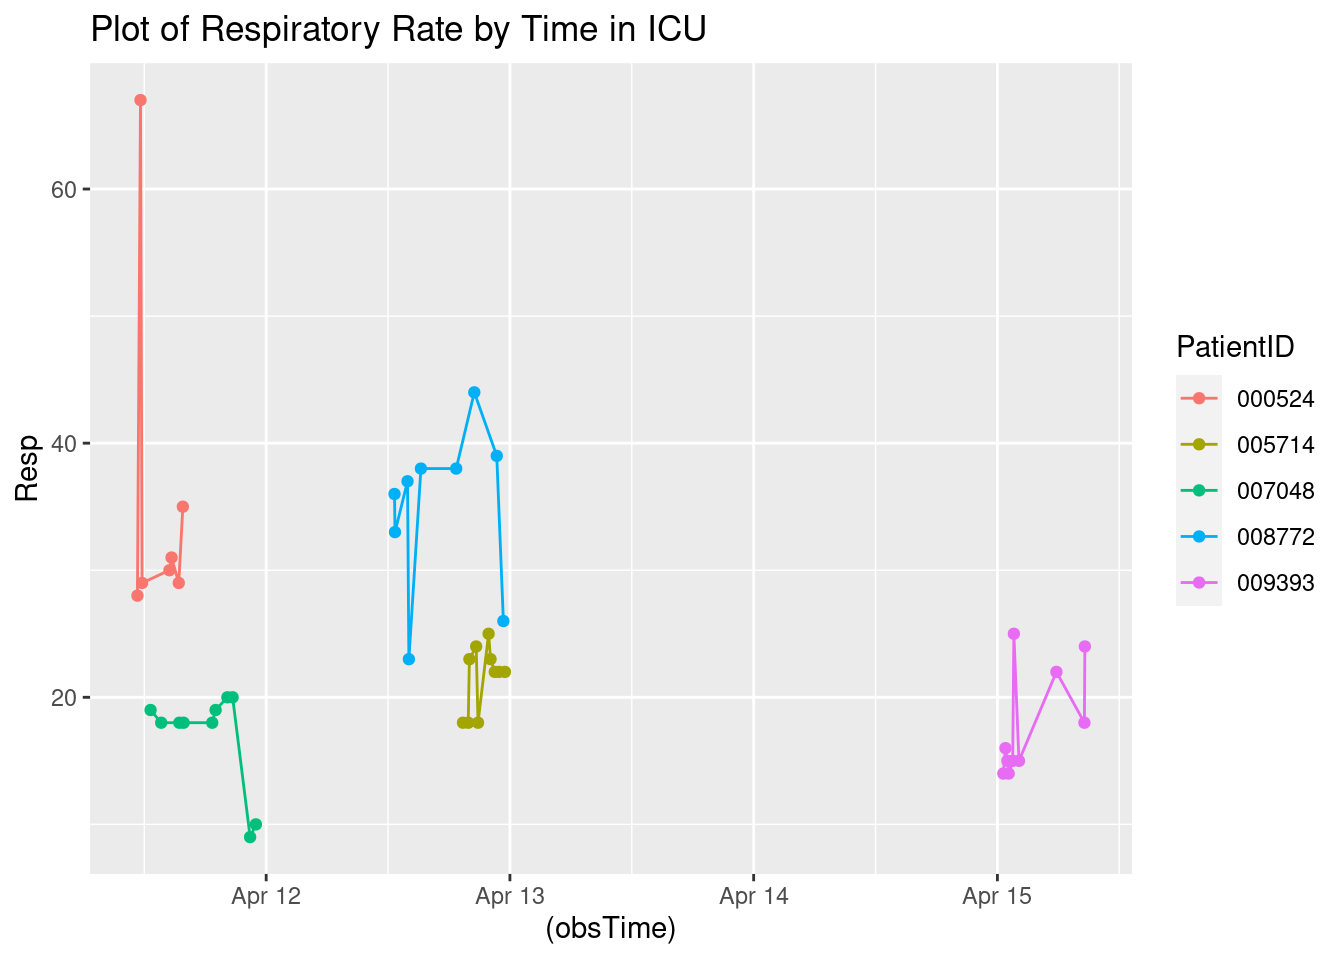 Plot of Respiratory Rate by Time in ICU
60
40
20
Resp
Apr 12
Apr 13
Apr 14
Apr 15
(obsTime)
PatientID
000524
005714
007048
008772
009393